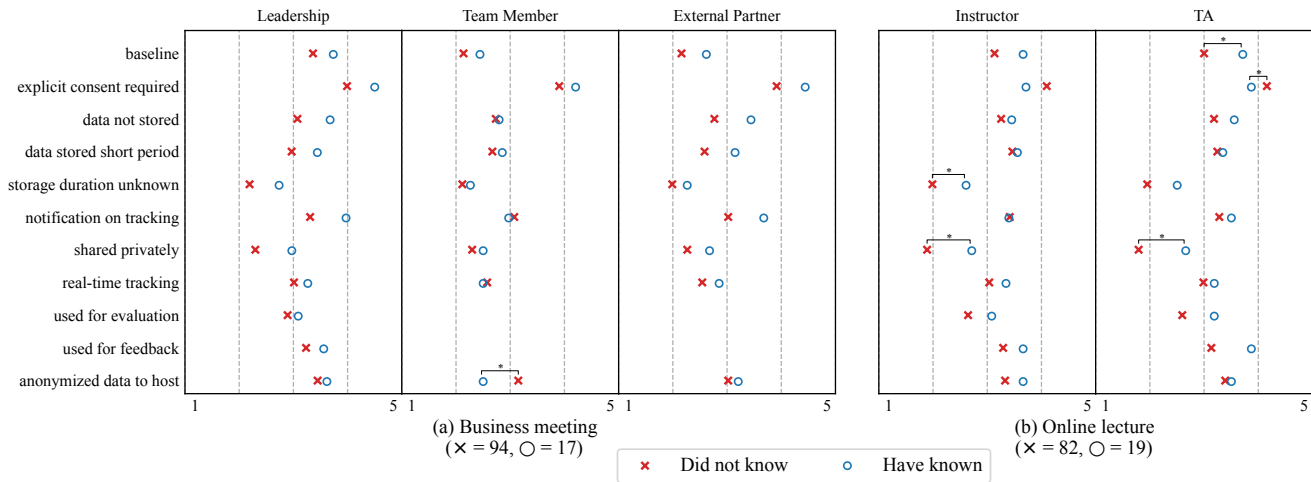 Leadership Team Member External Partner Instructor TA
baseline *
explicit consent required *
data not stored
data stored short period
storage duration unknown *
notification on tracking
shared privately * *
real-time tracking
used for evaluation
used for feedback
anonymized data to host *
1 5 1 5 1 5 1 5 1 5
(a) Business meeting (b) Online lecture
(× = 94, ○ = 17) (× = 82, ○ = 19)
× Did not know ○ Have known